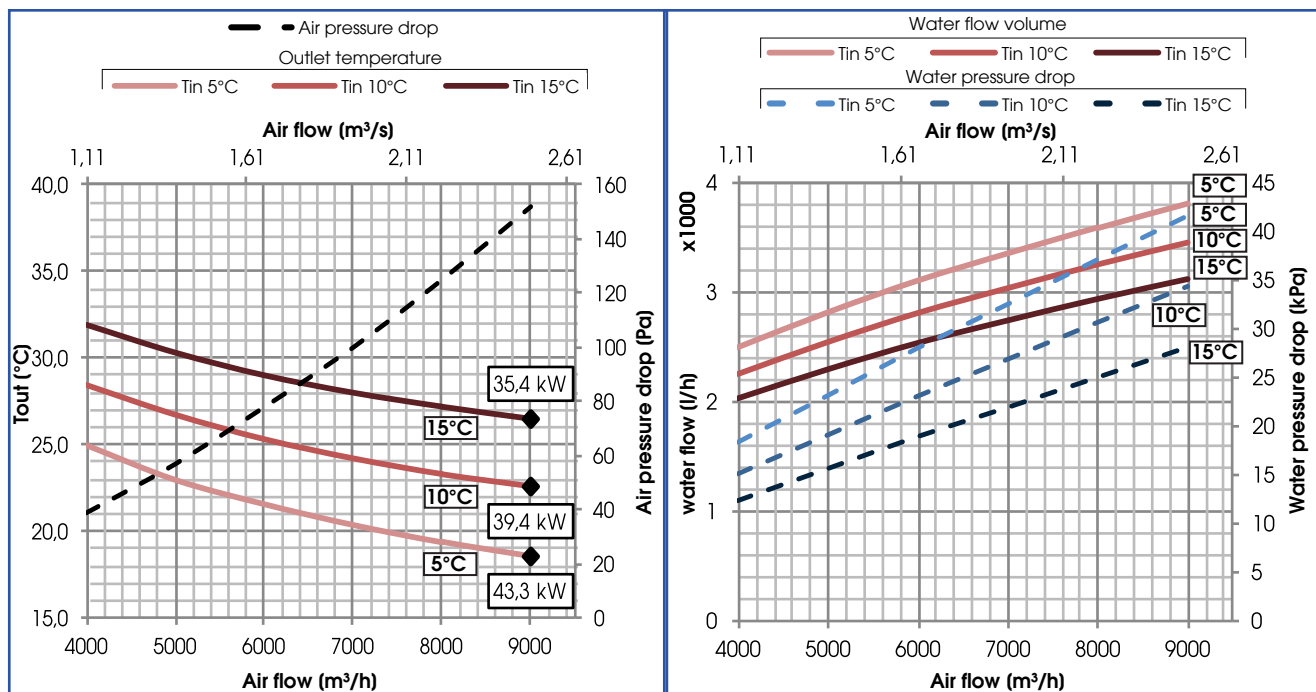 Air pressure drop
Outlet temperature
Tin 5°C Tin 10°C Tin 15°C
Air flow (m³/s)
1,11 1,61 2,11 2,61
40,0 160
140
35,0
120
30,0 100
80
25,0
60
40
20,0
20
15,0 0
Tout (°C)
Air pressure drop (Pa)
35,4 kW
15°C
10°C
39,4 kW
5°C
43,3 kW
4000 5000 6000 7000 8000 9000
Air flow (m³/h)
Water flow volume
Tin 5°C Tin 10°C Tin 15°C
Water pressure drop
Tin 5°C Tin 10°C Tin 15°C
Air flow (m³/s)
1,11 1,61 2,11 2,61
4 45
40
35
3
30
25
2
20
15
1
10
5
0 0
x1000
water flow (l/h)
Water pressure drop (kPa)
5°C
5°C
10°C
15°C
10°C
15°C
4000 5000 6000 7000 8000 9000
Air flow (m³/h)